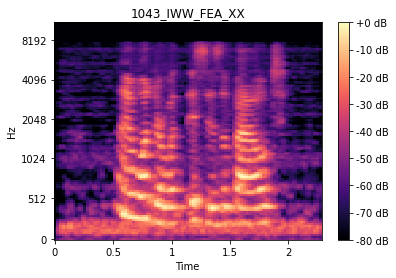 1043_IWW_FEA_XX
8192
4096
2048
1024
512
0
Hz
0
0.5
1
1.5
2
Time
+0 dB
-10 dB
-20 dB
-30 dB
-40 dB
-50 dB
-60 dB
-70 dB
-80 dB